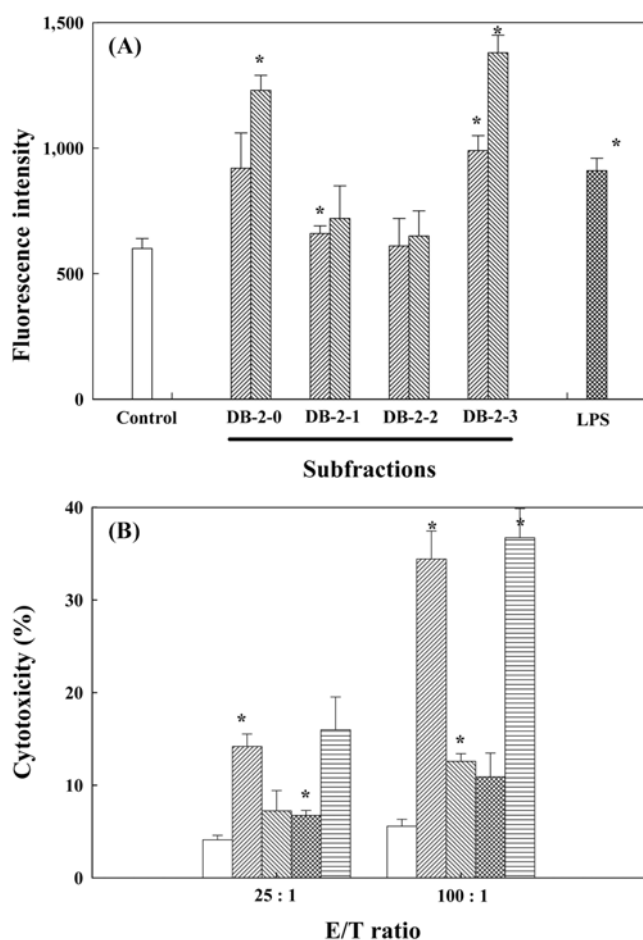 (A)
Fluorescence intensity
1,500
1,000
500
0
* * * * *
Control DB-2-0 DB-2-1 DB-2-2 DB-2-3 LPS
Subfractions
(B)
Cytotoxicity (%)
40
30
20
10
0
* * * * *
25 : 1 100 : 1
E/T ratio